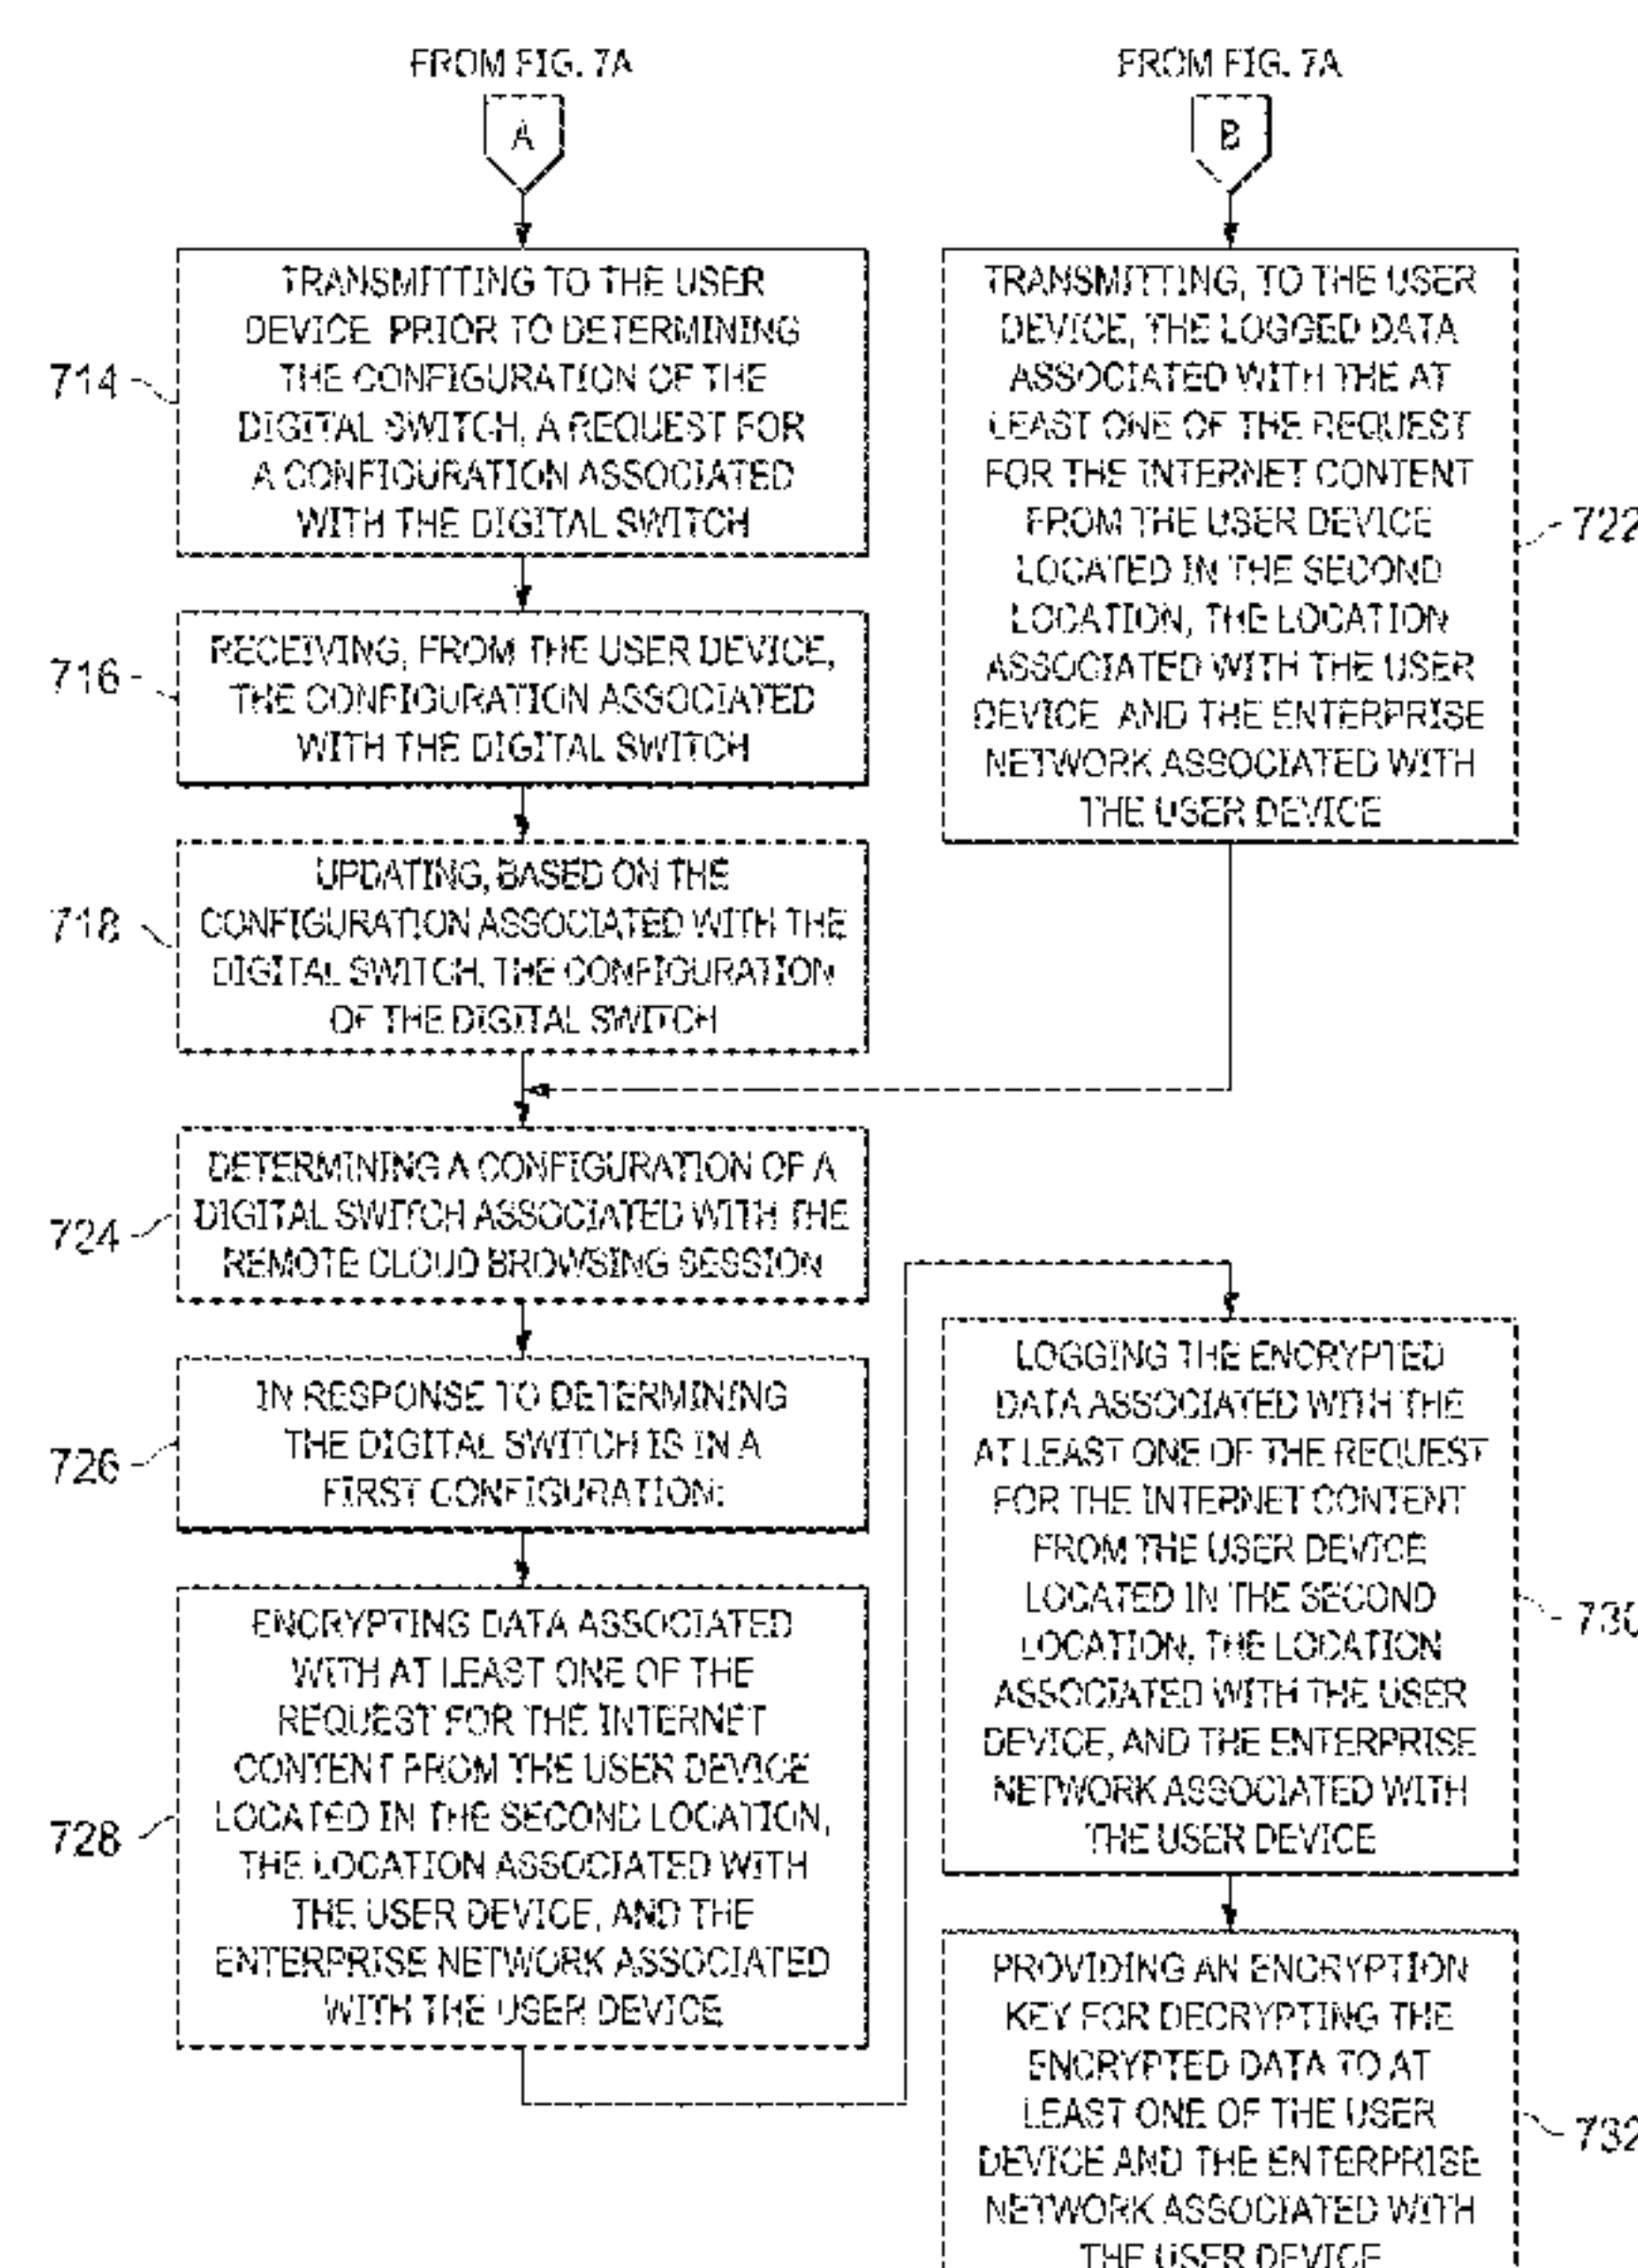 FROM FIG. 7A
A
TRANSMITTING TO THE USER
DEVICE PRIOR TO DETERMINING
THE CONFIGURATION OF THE
DIGITAL SWITCH, A REQUEST FOR
A CONFIGURATION ASSOCIATED
WITH THE DIGITAL SWITCH
714
RECEIVING, FROM THE USER DEVICE,
THE CONFIGURATION ASSOCIATED
WITH THE DIGITAL SWITCH
716
UPDATING, BASED ON THE
CONFIGURATION ASSOCIATED WITH THE
DIGITAL SWITCH, THE CONFIGURATION
OF THE DIGITAL SWITCH
718
FROM FIG. 7A
B
TRANSMITTING, TO THE USER
DEVICE, THE LOGGED DATA
ASSOCIATED WITH THE AT
LEAST ONE OF THE REQUEST
FOR THE INTERNET CONTENT
FROM THE USER DEVICE
LOCATED IN THE SECOND
LOCATION, THE LOCATION
ASSOCIATED WITH THE USER
DEVICE AND THE ENTERPRISE
NETWORK ASSOCIATED WITH
THE USER DEVICE
722
DETERMINING A CONFIGURATION OF A
DIGITAL SWITCH ASSOCIATED WITH THE
REMOTE CLOUD BROWSING SESSION
724
IN RESPONSE TO DETERMINING
THE DIGITAL SWITCH IS IN A
FIRST CONFIGURATION:
726
ENCRYPTING DATA ASSOCIATED
WITH AT LEAST ONE OF THE
REQUEST FOR THE INTERNET
CONTENT FROM THE USER DEVICE
LOCATED IN THE SECOND LOCATION,
THE LOCATION ASSOCIATED WITH
THE USER DEVICE, AND THE
ENTERPRISE NETWORK ASSOCIATED
WITH THE USER DEVICE
728
LOGGING THE ENCRYPTED
DATA ASSOCIATED WITH THE
AT LEAST ONE OF THE REQUEST
FOR THE INTERNET CONTENT
FROM THE USER DEVICE
LOCATED IN THE SECOND
LOCATION, THE LOCATION
ASSOCIATED WITH THE USER
DEVICE, AND THE ENTERPRISE
NETWORK ASSOCIATED WITH
THE USER DEVICE
730
PROVIDING AN ENCRYPTION
KEY FOR DECRYPTING THE
ENCRYPTED DATA TO AT
LEAST ONE OF THE USER
DEVICE AND THE ENTERPRISE
NETWORK ASSOCIATED WITH
THE USER DEVICE
732